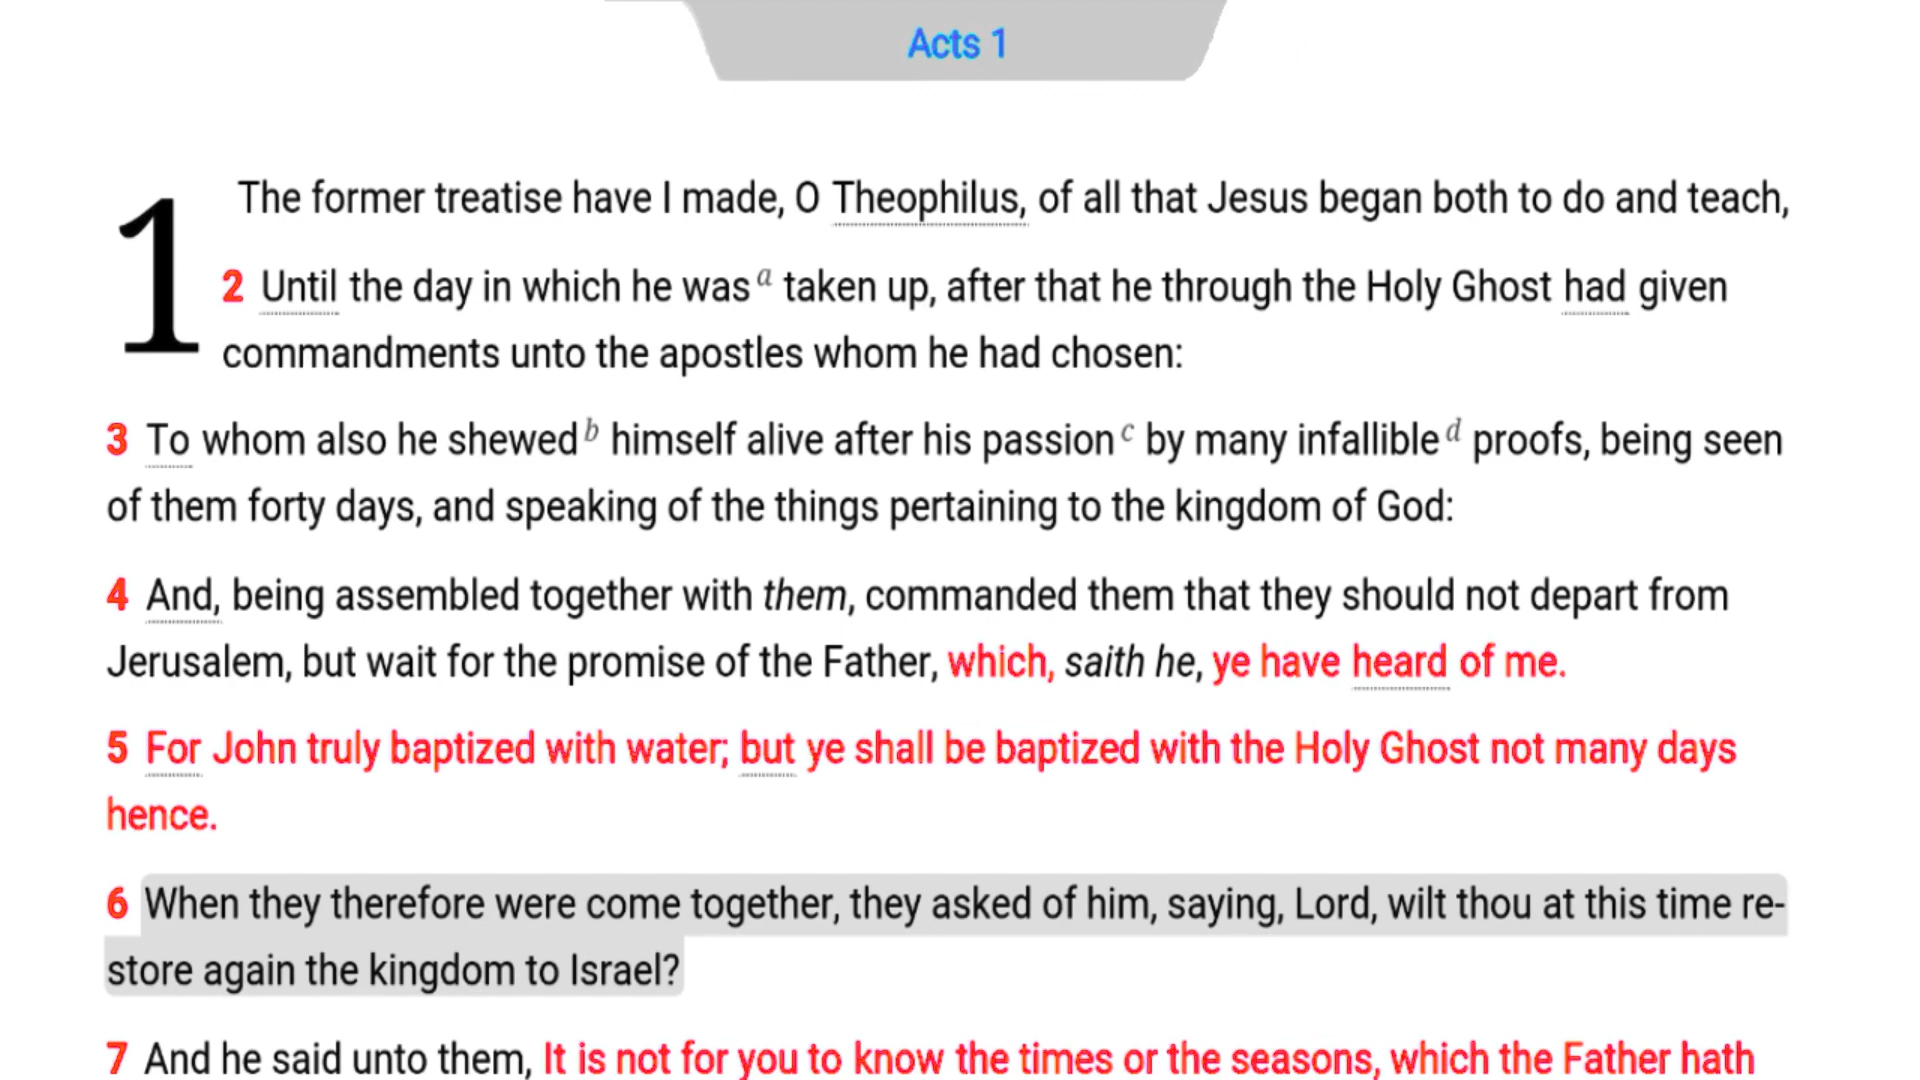 Acts 1
1 The former treatise have I made, O Theophilus, of all that Jesus began both to do and teach,
2 Until the day in which he was a taken up, after that he through the Holy Ghost had given
commandments unto the apostles whom he had chosen:
3 To whom also he shewed b himself alive after his passion c by many infallible d proofs, being seen
of them forty days, and speaking of the things pertaining to the kingdom of God:
4 And, being assembled together with them, commanded them that they should not depart from
Jerusalem, but wait for the promise of the Father, which, saith he, ye have heard of me.
5 For John truly baptized with water; but ye shall be baptized with the Holy Ghost not many days
hence.
6 When they therefore were come together, they asked of him, saying, Lord, wilt thou at this time re-
store again the kingdom to Israel?
7 And he said unto them, It is not for you to know the times or the seasons, which the Father hath